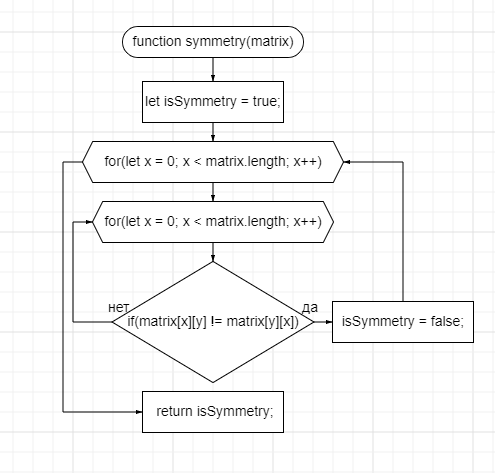 function symmetry(matrix)
let isSymmetry = true;
for(let x = 0; x < matrix.length; x++)
for(let x = 0; x < matrix.length; x++)
нет
да
if(matrix[x][y] != matrix[y][x])
isSymmetry = false;
return isSymmetry;